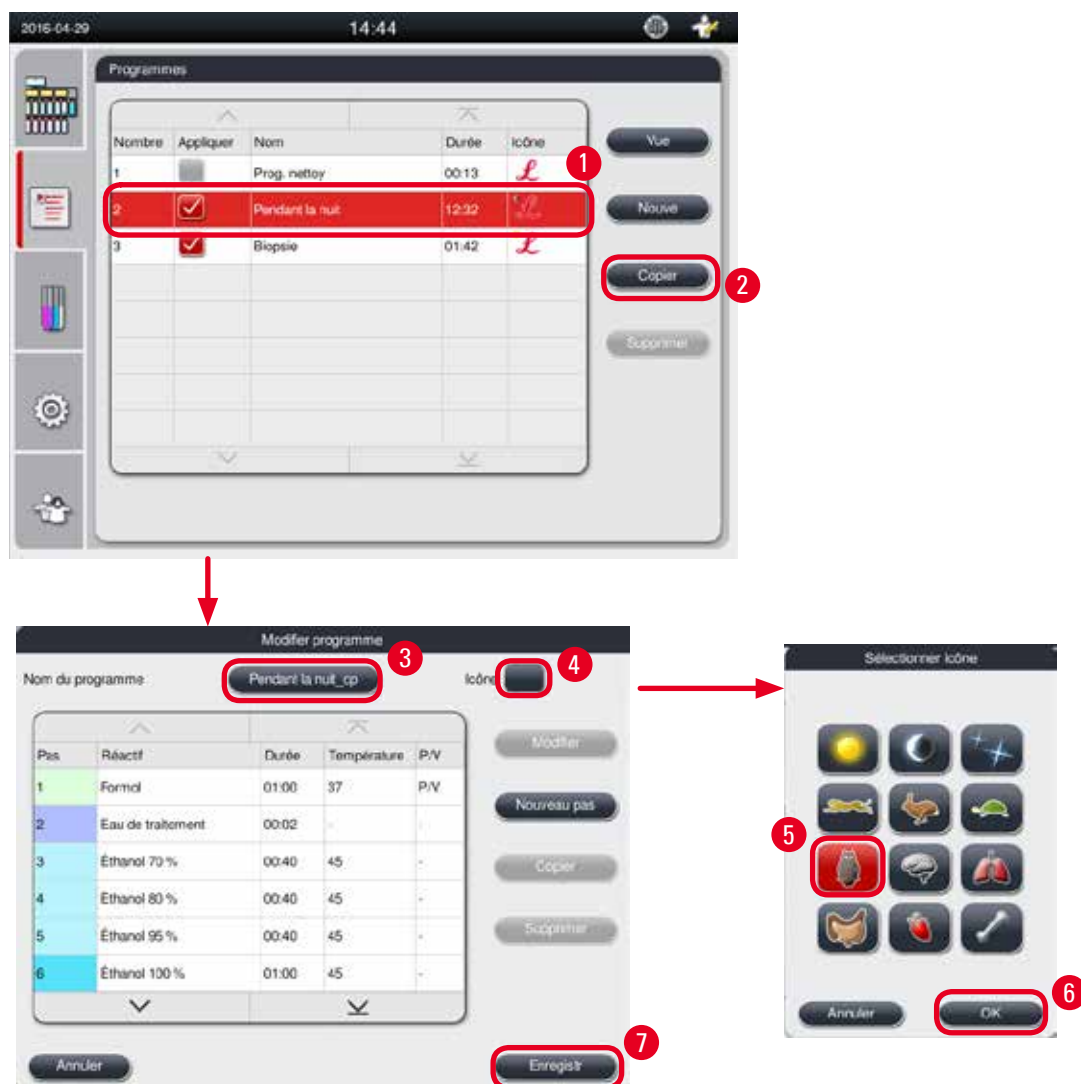 2016-04-29 14:44
Programmes
Nombre Appliquer Nom Durée Icône
1 Prog. nettoy 00:13
2 Pendant la nuit 12:32
3 Biopsie 01:42
Vue
Nouve
Copier
Supprimer
1
2
Modifier programme
Nom du programme Pendant la nuit_cp Icône
3
4
Pas Réactif Durée Température P/V
1 Formol 01:00 37 P/V
2 Eau de traitement 00:02 - -
3 Éthanol 70 % 00:40 45 -
4 Éthanol 80 % 00:40 45 -
5 Éthanol 95 % 00:40 45 -
6 Éthanol 100 % 01:00 45 -
Modifier
Nouveau pas
Copier
Supprimer
Annuler
Enregistr
7
Sélectionner icône
5
Annuler
OK
6